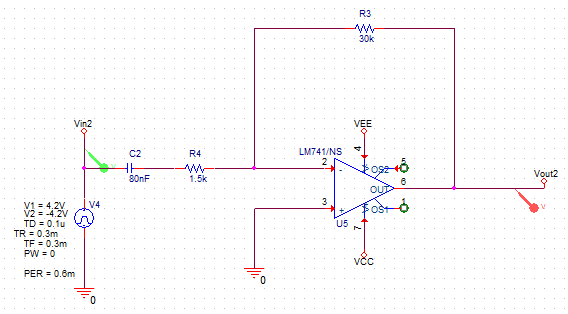 R3
30k
Vin2
C2
80nF
R4
1.5k
VEE
LM741/NS
4
5
2
-
OS2
6
OUT
Vout2
V
V
3
+
OS1
1
U5
7
VCC
V1 = 4.2V
V4
V2 = -4.2V
TD = 0.1u
TR = 0.3m
TF = 0.3m
PW = 0
PER = 0.6m
0
0